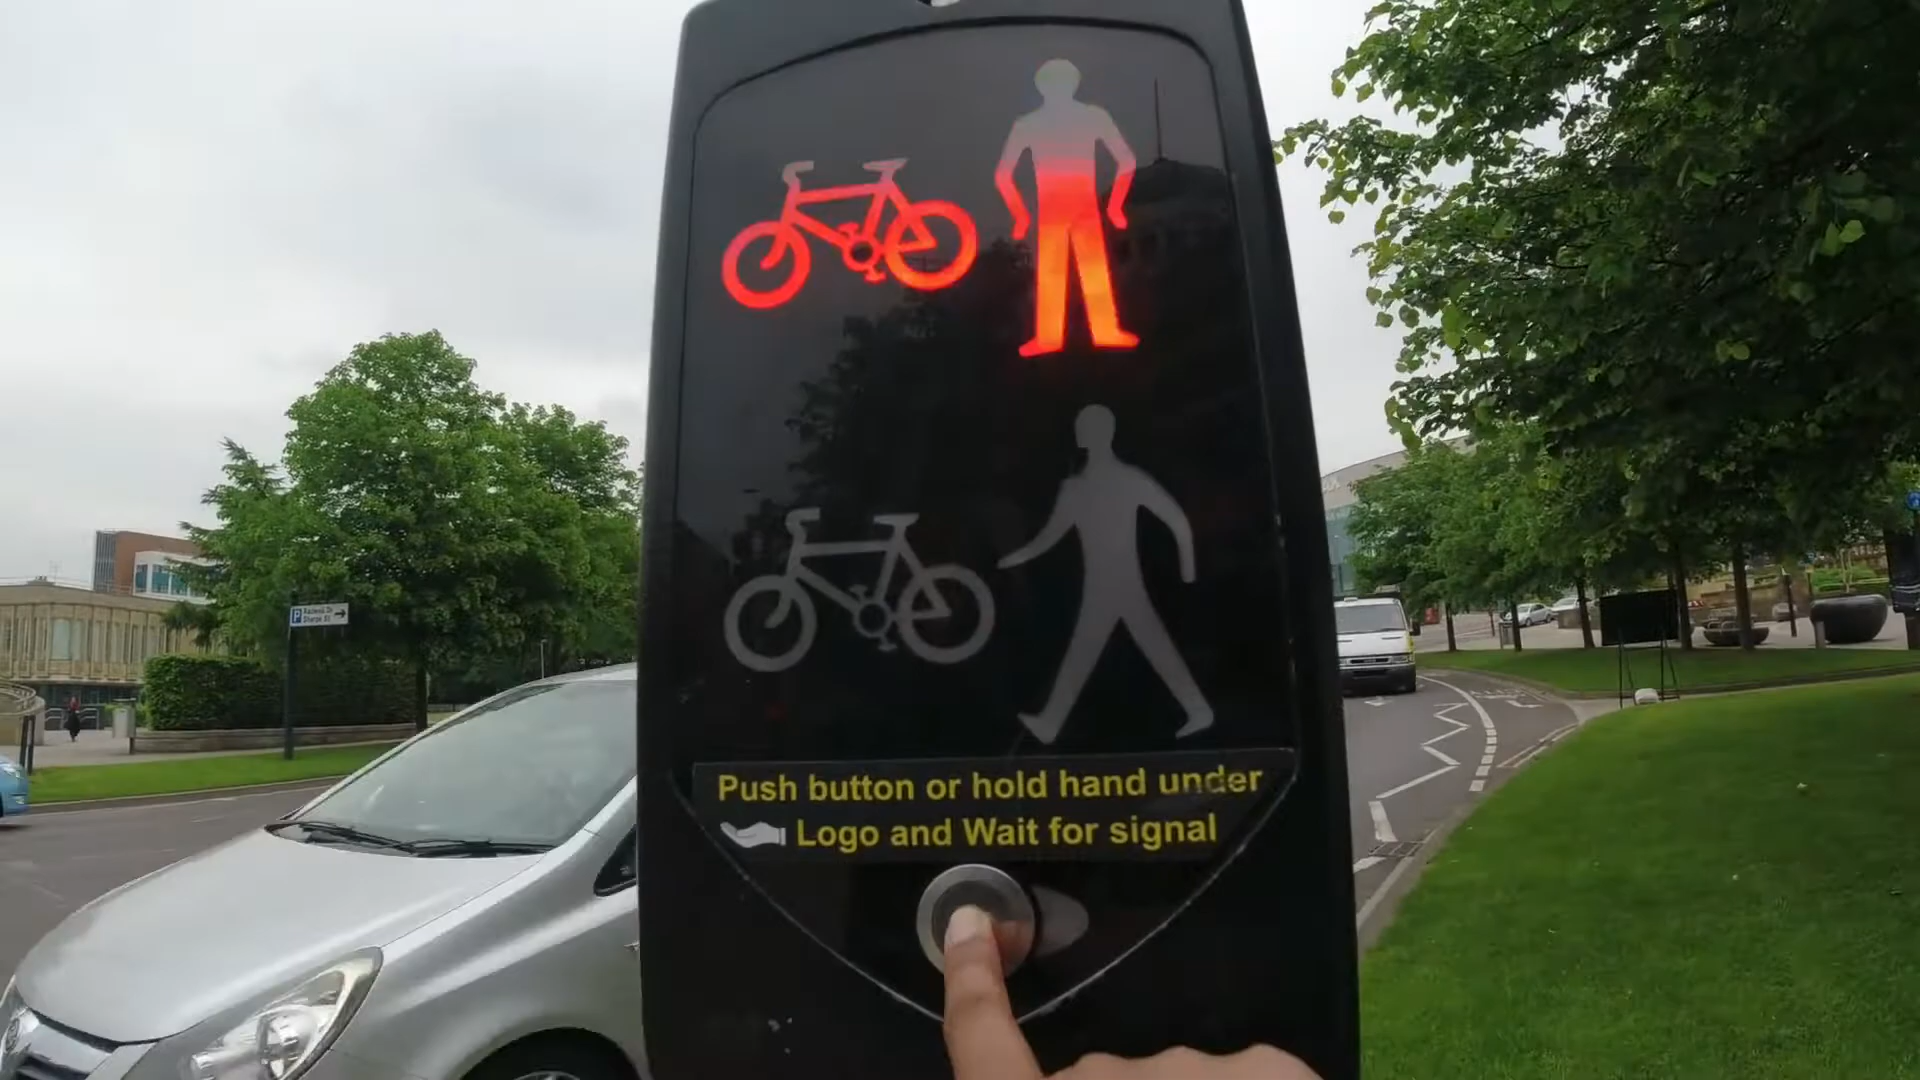 Push button or hold hand under
Logo and Wait for signal
P